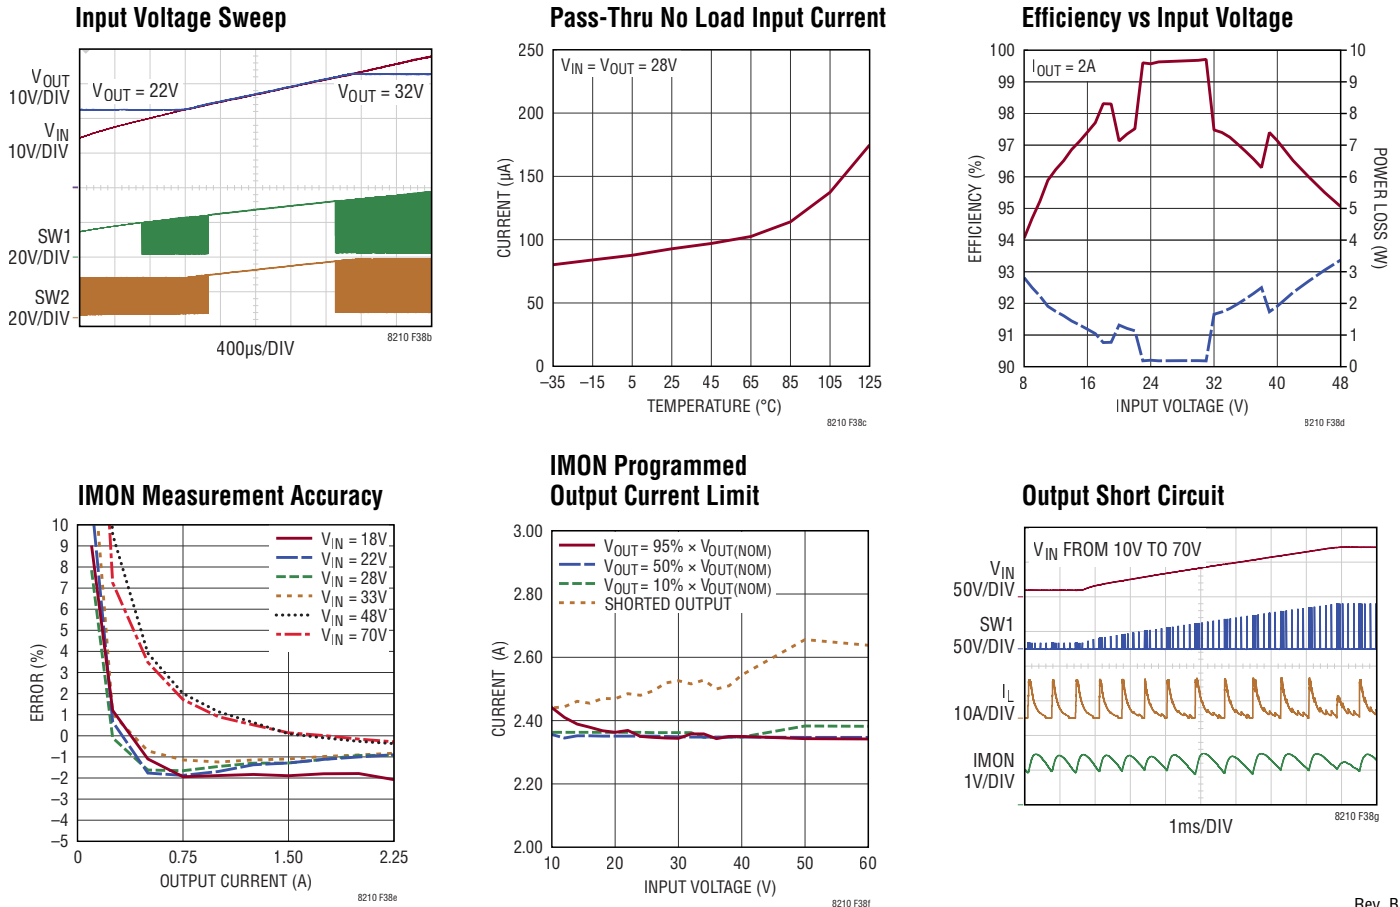 Input Voltage Sweep
VOUT
10V/DIV
VIN
10V/DIV
SW1
20V/DIV
SW2
20V/DIV
VOUT = 22V
VOUT = 32V
8210 F38b
400µs/DIV
Pass-Thru No Load Input Current
VIN = VOUT = 28V
CURRENT (µA)
250
200
150
100
50
0
–35 –15 5 25 45 65 85 105 125
TEMPERATURE (°C)
8210 F38c
Efficiency vs Input Voltage
IOUT = 2A
EFFICIENCY (%)
100
99
98
97
96
95
94
93
92
91
90
10
9
8
7
6
5
4
3
2
1
0
POWER LOSS (W)
8 16 24 32 40 48
INPUT VOLTAGE (V)
8210 F38d
IMON Measurement Accuracy
ERROR (%)
10
9
8
7
6
5
4
3
2
1
0
–1
–2
–3
–4
–5
VIN = 18V
VIN = 22V
VIN = 28V
VIN = 33V
VIN = 48V
VIN = 70V
0 0.75 1.50 2.25
OUTPUT CURRENT (A)
8210 F38e
IMON Programmed
Output Current Limit
CURRENT (A)
3.00
2.80
2.60
2.40
2.20
2.00
VOUT = 95% × VOUT(NOM)
VOUT = 50% × VOUT(NOM)
VOUT = 10% × VOUT(NOM)
SHORTED OUTPUT
10 20 30 40 50 60
INPUT VOLTAGE (V)
8210 F38f
Output Short Circuit
VIN FROM 10V TO 70V
VIN
50V/DIV
SW1
50V/DIV
IL
10A/DIV
IMON
1V/DIV
8210 F38g
1ms/DIV
Rev. B